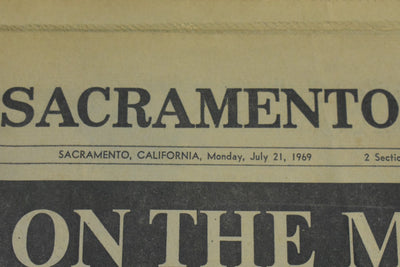 SACRAMENTO
SACRAMENTO, CALIFORNIA, Monday, July 21, 1969 2 Sectio
ON THE M